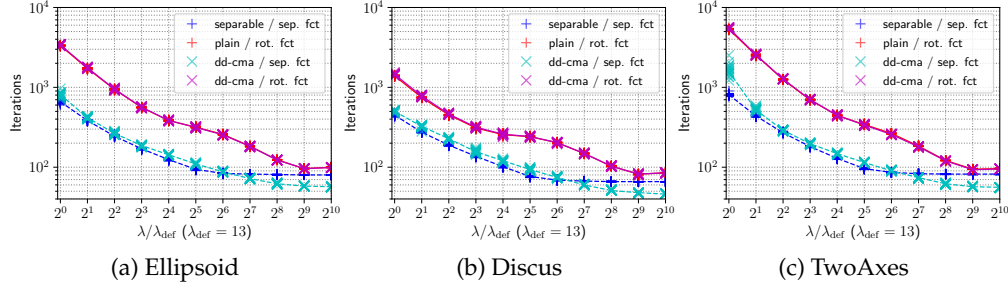 Iterations
10^4
10^3
10^2
separable / sep. fct
plain / rot. fct
dd-cma / sep. fct
dd-cma / rot. fct
2^0 2^1 2^2 2^3 2^4 2^5 2^6 2^7 2^8 2^9 2^10
λ/λ_def (λ_def = 13)
(a) Ellipsoid
Iterations
10^4
10^3
10^2
separable / sep. fct
plain / rot. fct
dd-cma / sep. fct
dd-cma / rot. fct
2^0 2^1 2^2 2^3 2^4 2^5 2^6 2^7 2^8 2^9 2^10
λ/λ_def (λ_def = 13)
(b) Discus
Iterations
10^4
10^3
10^2
separable / sep. fct
plain / rot. fct
dd-cma / sep. fct
dd-cma / rot. fct
2^0 2^1 2^2 2^3 2^4 2^5 2^6 2^7 2^8 2^9 2^10
λ/λ_def (λ_def = 13)
(c) TwoAxes